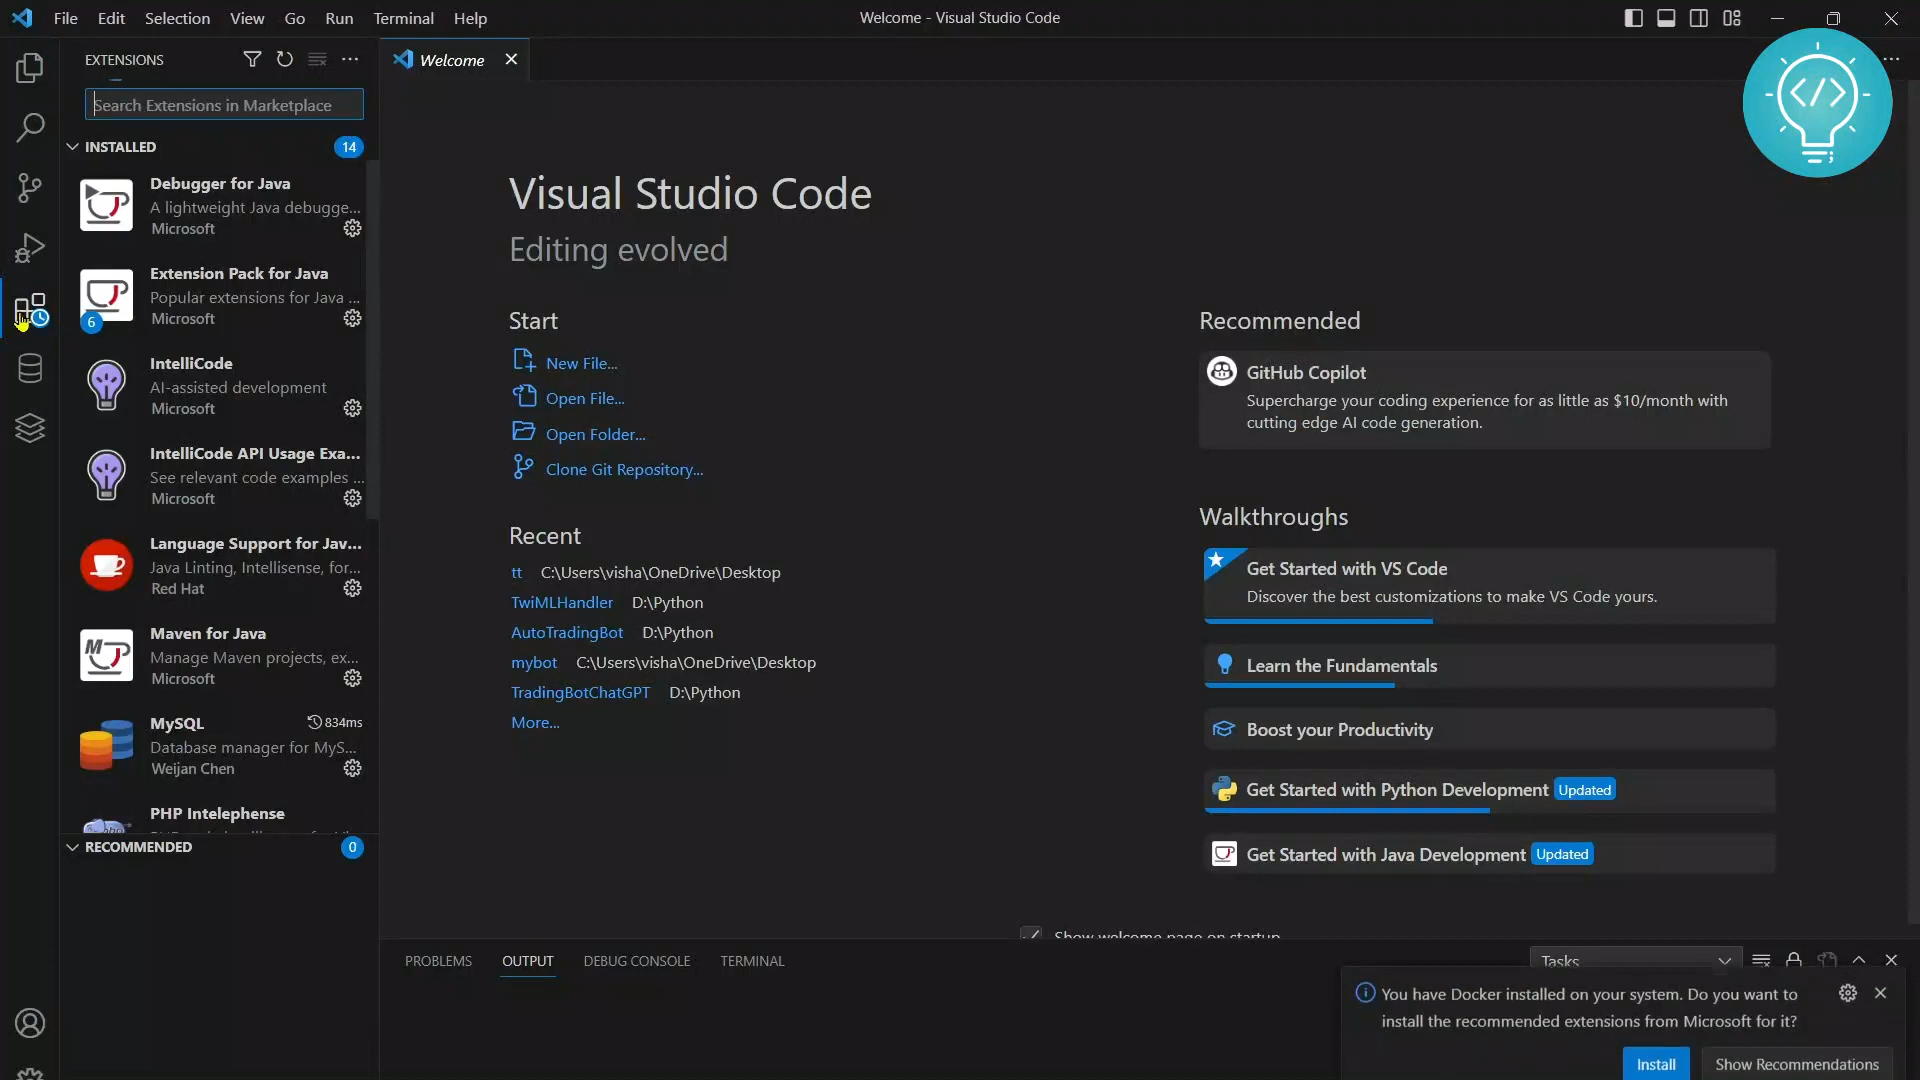 File Edit Selection View Go Run Terminal Help
Welcome - Visual Studio Code
EXTENSIONS
Welcome
Search Extensions in Marketplace
INSTALLED 14
Debugger for Java
A lightweight Java debugge...
Microsoft
Extension Pack for Java
Popular extensions for Java ...
Microsoft
6
IntelliCode
AI-assisted development
Microsoft
IntelliCode API Usage Exa...
See relevant code examples ...
Microsoft
Language Support for Jav...
Java Linting, Intellisense, for...
Red Hat
Maven for Java
Manage Maven projects, ex...
Microsoft
MySQL 834ms
Database manager for MyS...
Weijan Chen
PHP Intelephense
RECOMMENDED 0
Visual Studio Code
Editing evolved
Start
New File...
Open File...
Open Folder...
Clone Git Repository...
Recent
tt C:\Users\visha\OneDrive\Desktop
TwiMLHandler D:\Python
AutoTradingBot D:\Python
mybot C:\Users\visha\OneDrive\Desktop
TradingBotChatGPT D:\Python
More...
Recommended
GitHub Copilot
Supercharge your coding experience for as little as $10/month with
cutting edge AI code generation.
Walkthroughs
Get Started with VS Code
Discover the best customizations to make VS Code yours.
Learn the Fundamentals
Boost your Productivity
Get Started with Python Development Updated
Get Started with Java Development Updated
Show welcome page on startup
PROBLEMS OUTPUT DEBUG CONSOLE TERMINAL
Tasks
You have Docker installed on your system. Do you want to
install the recommended extensions from Microsoft for it?
Install Show Recommendations